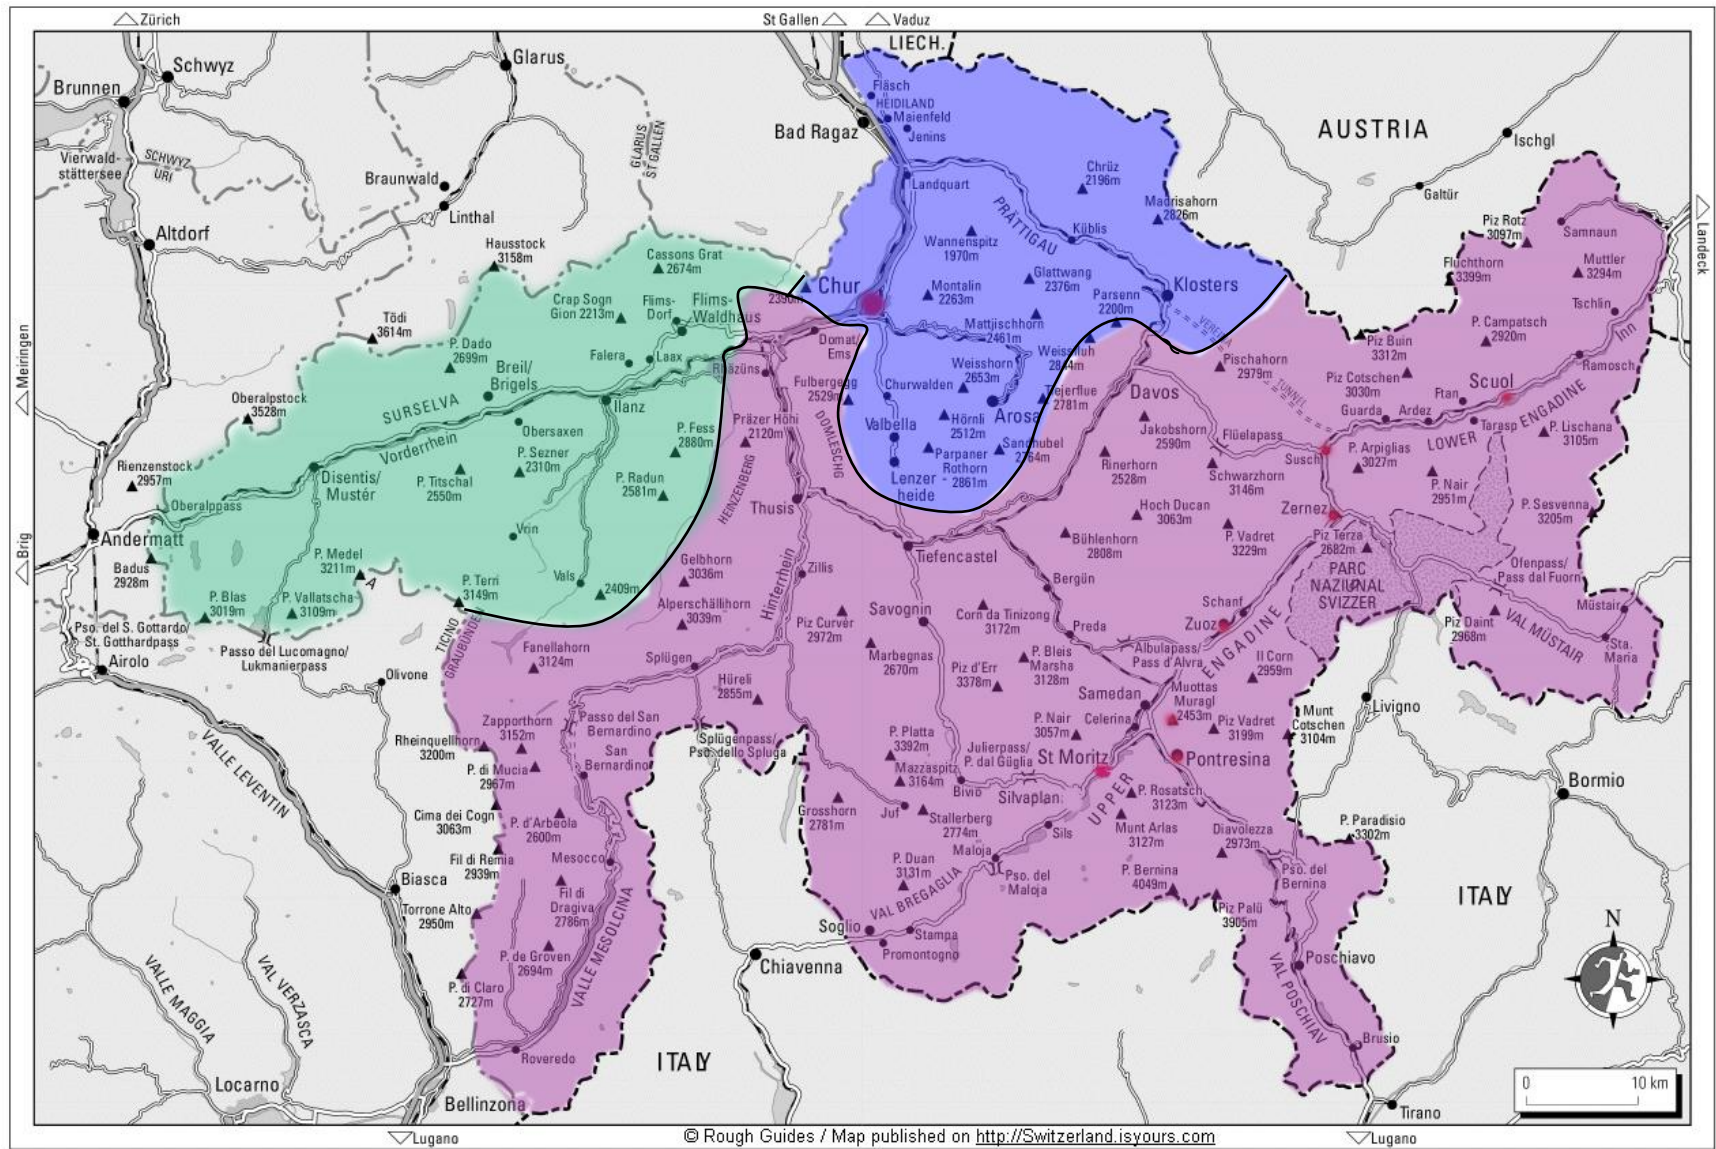 Zürich
St Gallen
Vaduz
LIECH.
Schwyz
Glarus
Brunnen
Fläsch
HEIDILAND
Maienfeld
Jenins
Bad Ragaz
AUSTRIA
Ischgl
Vierwald-
stättersee
SCHWYZ
URI
GLARUS
ST GALLEN
Braunwald
Linthal
Landquart
Chrüz
2196m
Galtür
Madrisahorn
2826m
PRÄTTIGAU
Küblis
Piz Rotz
3097m
Samnaun
Landeck
Altdorf
Hausstock
3158m
Cassons Grat
2674m
Wannenspitz
1970m
Glattwang
2376m
Fluchthorn
3399m
Muttler
3294m
Chur
2390m
Montalin
2263m
Parsenn
2200m
Klosters
Tschlin
Crap Sogn
Gion 2213m
Flims-
Dorf
Flims-
Waldhaus
Tödi
3614m
Mattjischhorn
2461m
P. Campatsch
2920m
Inn
Meiringen
P. Dado
2699m
Falera
Laax
Domat/
Ems
Rhäzüns
Weisshorn
2653m
Weissfluh
2844m
Pischahorn
2979m
TUNNEL
Piz Buin
3312m
Ramosch
Breil/
Brigels
Fulbergegg
2529m
Churwalden
Arosa
Tiejerflue
2781m
Davos
Piz Cotschen
3030m
Scuol
Ftan
Oberalpstock
3528m
SURSELVA
Ilanz
Hörnli
2512m
Guarda
Ardez
Tarasp
LOWER ENGADINE
Vorderrhein
Obersaxen
P. Fess
2880m
Präzer Höhi
2120m
DOMLESCHG
Valbella
Sandhubel
2764m
Jakobshorn
2590m
Flüelapass
P. Lischana
3105m
Rienzenstock
2957m
Disentis/
Mustér
P. Titschal
2550m
P. Sezner
2310m
P. Radun
2581m
HEINZENBERG
Lenzer-
heide
Parpaner
Rothorn
2861m
Rinerhorn
2528m
Schwarzhorn
3146m
Susch
P. Arpiglias
3027m
P. Nair
2951m
Oberalppass
Thusis
Hoch Ducan
3063m
Zernez
P. Sesvenna
3205m
Brig
Andermatt
Vrin
Bühlenhorn
2808m
P. Vadret
3229m
Piz Terza
2682m
Badus
2928m
P. Medel
3211m
Vals
2409m
Gelbhorn
3036m
Zillis
Tiefencastel
Bergün
PARC
NAZIUNAL
SVIZZER
Ofenpass/
Pass dal Fuorn
P. Blas
3019m
P. Vallatscha
3109m
P. Terri
3149m
Alperschällihorn
3039m
Hinterrhein
Piz Curvér
2972m
Savognin
Corn da Tinizong
3172m
Schanf
Müstair
Pso. del S. Gottardo/
St. Gotthardpass
TICINO
GRAUBÜNDEN
Preda
Zuoz
ENGADINE
Piz Daint
2968m
VAL MÜSTAIR
Sta.
Maria
Airolo
Passo del Lucomagno/
Lukmanierpass
Olivone
Fanellahorn
3124m
Splügen
Marbegnas
2670m
Piz d'Err
3378m
P. Bleis
Marsha
3128m
Albulapass/
Pass d'Alvra
Il Corn
2959m
Hüreli
2855m
Samedan
Muottas
Muragl
2453m
Livigno
VALLE LEVENTIN
Zapporthorn
3152m
Passo del San
Bernardino
Splügenpass/
Pso. dello Spluga
P. Nair
3057m
Celerina
Piz Vadret
3199m
Munt
Cotschen
3104m
Rheinquellhorn
3200m
San
Bernardino
P. Platta
3392m
Julierpass/
P. dal Güglia
St Moritz
Pontresina
P. di Mucia
2967m
Mazzaspitz
3164m
Bivio
Silvaplan
UPPER
P. Rosatsch
3123m
Bormio
Cima dei Cogn
3063m
P. d'Arbeola
2600m
Grosshorn
2781m
Juf
Stallerberg
2774m
Sils
Munt Arlas
3127m
Diavolezza
2973m
P. Paradisio
3302m
Fil di Remia
2939m
Mesocco
P. Duan
3131m
Maloja
Pso. del
Maloja
P. Bernina
4049m
Pso. del
Bernina
Biasca
Fil di
Dragiva
2786m
VAL BREGAGLIA
Piz Palü
3905m
ITALY
Torrone Alto
2950m
VALLE MESOLCINA
Soglio
Stampa
Promontogno
N
P. de Groven
2694m
Chiavenna
VAL POSCHIAV
Poschiavo
VALLE MAGGIA
VAL VERZASCA
P. di Claro
2727m
Roveredo
ITALY
Brusio
Locarno
Bellinzona
0 10 km
Tirano
Lugano
© Rough Guides / Map published on http://Switzerland.isyours.com
Lugano